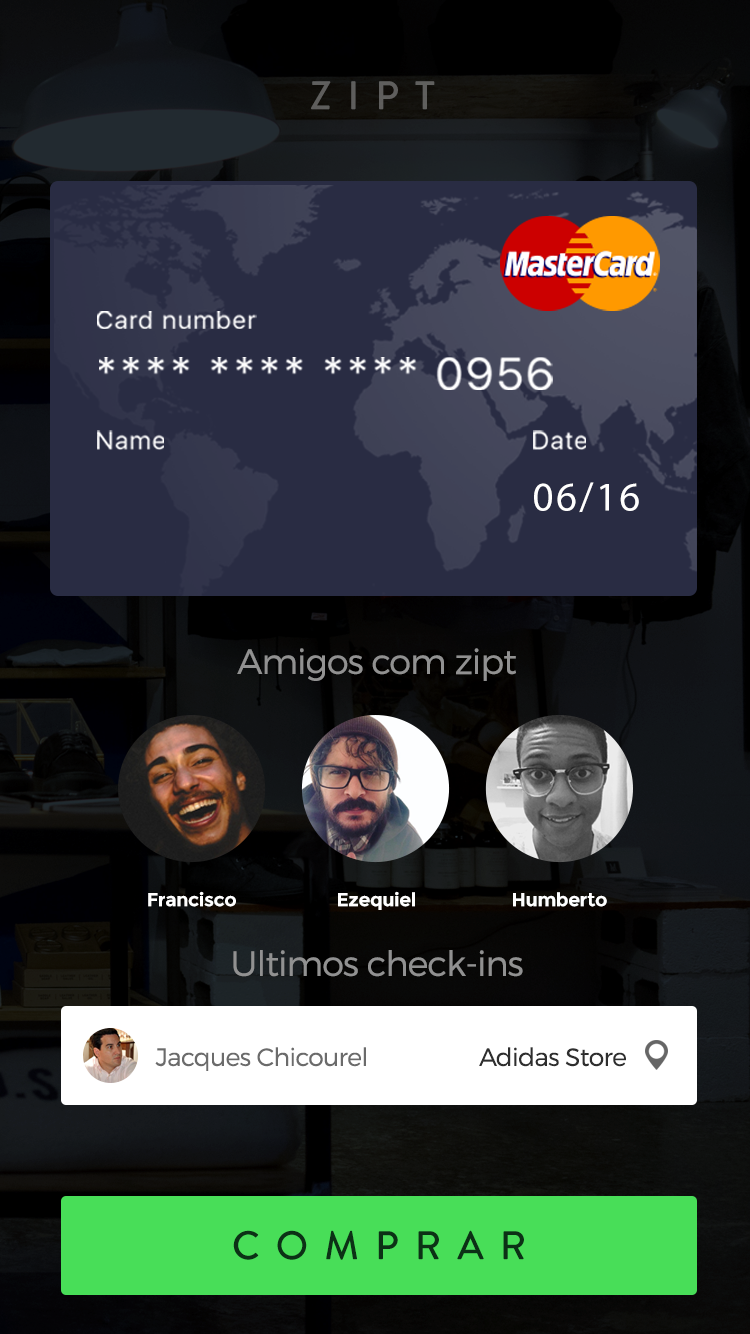 ZIPT
MasterCard
Card number
**** **** **** 0956
Name Date
06/16
Amigos com zipt
Francisco Ezequiel Humberto
Ultimos check-ins
Jacques Chicourel Adidas Store
COMPRAR